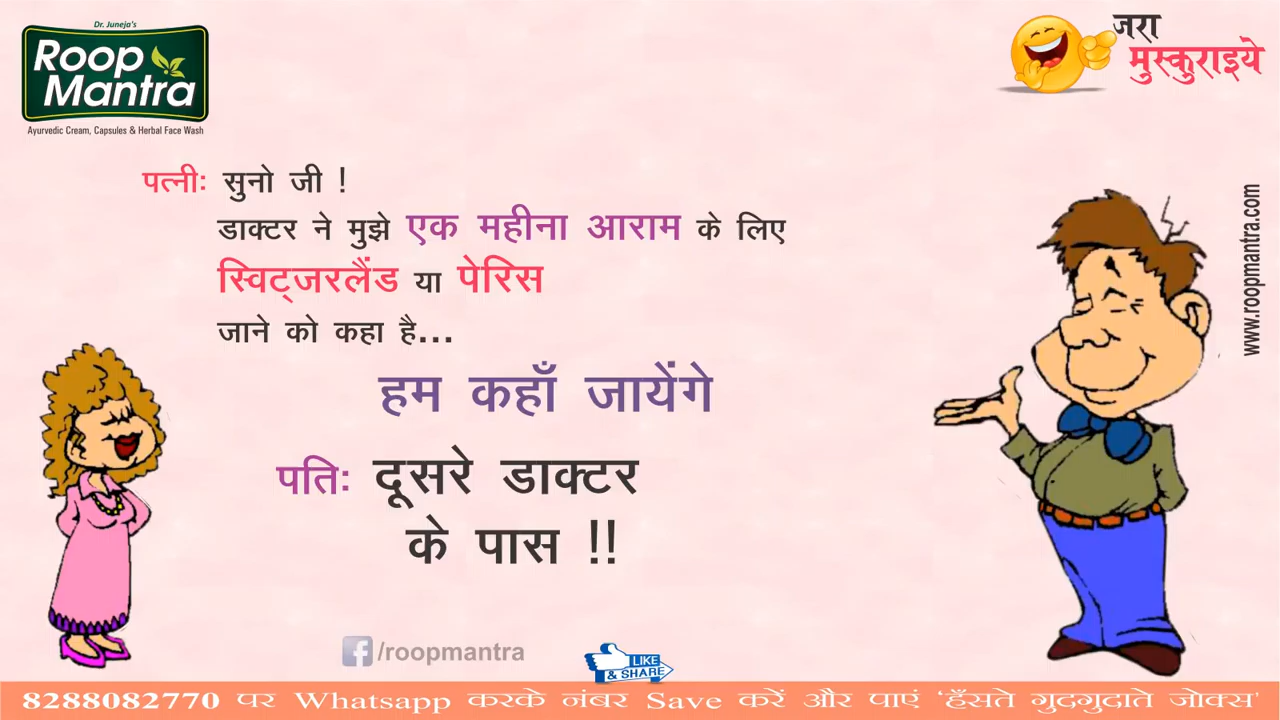 Dr. Juneja's
Roop
Mantra
Ayurvedic Cream, Capsules & Herbal Face Wash
जरा
मुस्कुराइये
पत्नीः सुनो जी !
डाक्टर ने मुझे एक महीना आराम के लिए
स्विट्जरलैंड या पेरिस
जाने को कहा है...
हम कहाँ जायेंगे
पतिः दूसरे डाक्टर
के पास !!
www.roopmantra.com
f/roopmantra
LIKE
& SHARE
8288082770 पर Whatsapp करके नंबर Save करें और पाएं 'हँसते गुदगुदाते जोक्स'